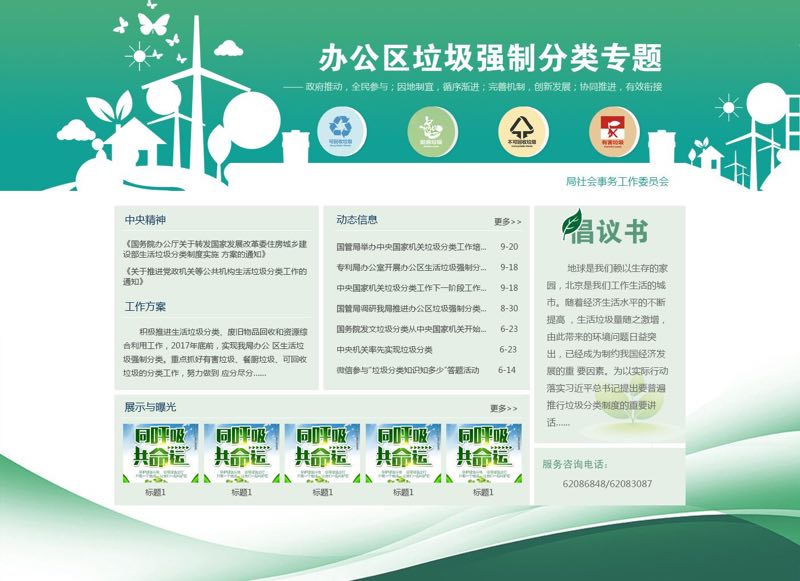 办公区垃圾强制分类专题
—— 政府推动，全民参与；因地制宜，循序渐进；完善机制，创新发展；协同推进，有效衔接
可回收垃圾
厨余垃圾
不可回收垃圾
有害垃圾
局社会事务工作委员会
中央精神
《国务院办公厅关于转发国家发展改革委住房城乡建
设部生活垃圾分类制度实施 方案的通知》
《关于推进党政机关等公共机构生活垃圾分类工作的
通知》
工作方案
积极推进生活垃圾分类、废旧物品回收和资源综
合利用工作，2017年底前，实现我局办公 区生活垃
圾强制分类。重点抓好有害垃圾、餐厨垃圾、可回收
垃圾的分类工作，努力做到 应分尽分......
动态信息
更多>>
国管局举办中央国家机关垃圾分类工作培... 9-20
专利局办公室开展办公区生活垃圾强制分... 9-18
中央国家机关垃圾分类工作下一阶段工作... 9-18
国管局调研我局推进办公区垃圾强制分类... 8-30
国务院发文垃圾分类从中央国家机关开始... 6-23
中央机关率先实现垃圾分类 6-23
微信参与“垃圾分类知识知多少”答题活动 6-14
倡议书
地球是我们赖以生存的家
园，北京是我们工作生活的城
市。随着经济生活水平的不断
提高 ，生活垃圾量随之激增，
由此带来的环境问题日益突
出，已经成为制约我国经济发
展的重 要因素。为以实际行动
落实习近平总书记提出要普遍
推行垃圾分类制度的重要讲
话......
展示与曝光
更多>>
同呼吸
共命运
标题1
同呼吸
共命运
标题1
同呼吸
共命运
标题1
同呼吸
共命运
标题1
同呼吸
共命运
标题1
服务咨询电话：
62086848/62083087